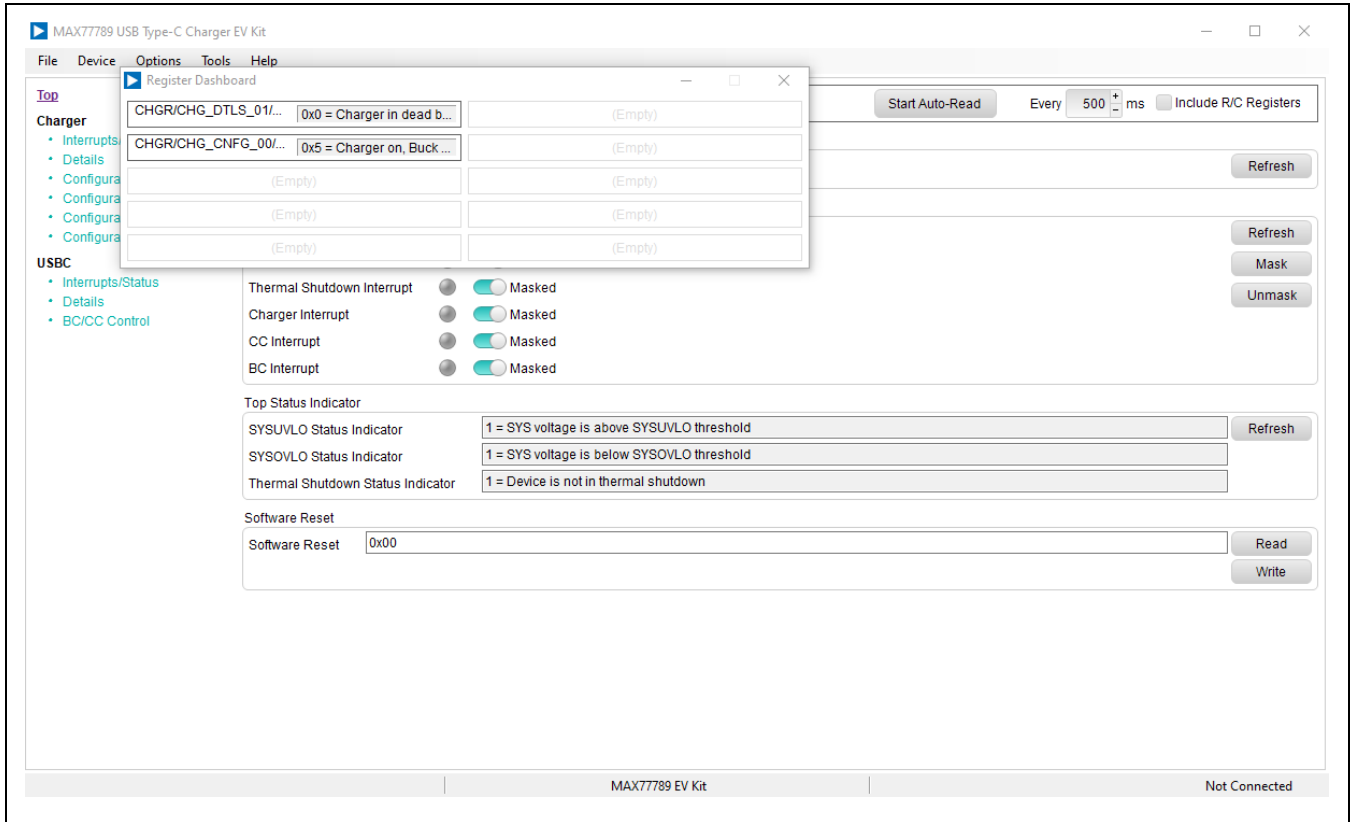 MAX77789 USB Type-C Charger EV Kit
File Device Options Tools Help
Register Dashboard
CHGR/CHG_DTLS_01/... 0x0 = Charger in dead b... (Empty)
CHGR/CHG_CNFG_00/... 0x5 = Charger on, Buck ... (Empty)
(Empty) (Empty)
(Empty) (Empty)
(Empty) (Empty)
Start Auto-Read Every 500 + - ms Include R/C Registers
Top
Charger
• Interrupts/
• Details
• Configura
• Configura
• Configura
• Configura
USBC
• Interrupts/Status
• Details
• BC/CC Control
Refresh
Refresh
Mask
Unmask
Thermal Shutdown Interrupt Masked
Charger Interrupt Masked
CC Interrupt Masked
BC Interrupt Masked
Top Status Indicator
SYSUVLO Status Indicator 1 = SYS voltage is above SYSUVLO threshold Refresh
SYSOVLO Status Indicator 1 = SYS voltage is below SYSOVLO threshold
Thermal Shutdown Status Indicator 1 = Device is not in thermal shutdown
Software Reset
Software Reset 0x00 Read
Write
MAX77789 EV Kit Not Connected